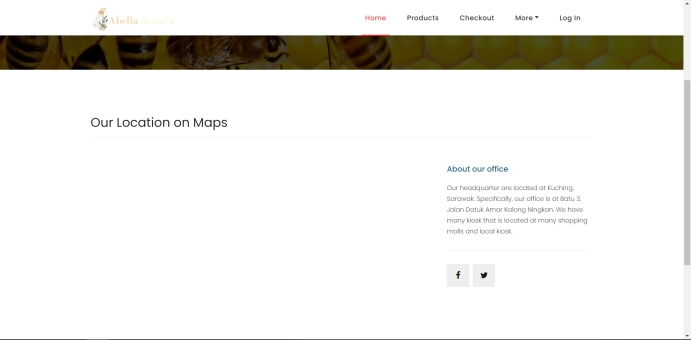 Abella
Home
Products
Checkout
More
Log In
Our Location on Maps
About our office
Our headquarter are located at Kuching,
Sarawak. Specifically, our office is at Batu 3,
Jalan Datuk Amar Kalong Ningkan. We have
many kiosk that is located at many shopping
malls and local kiosk.